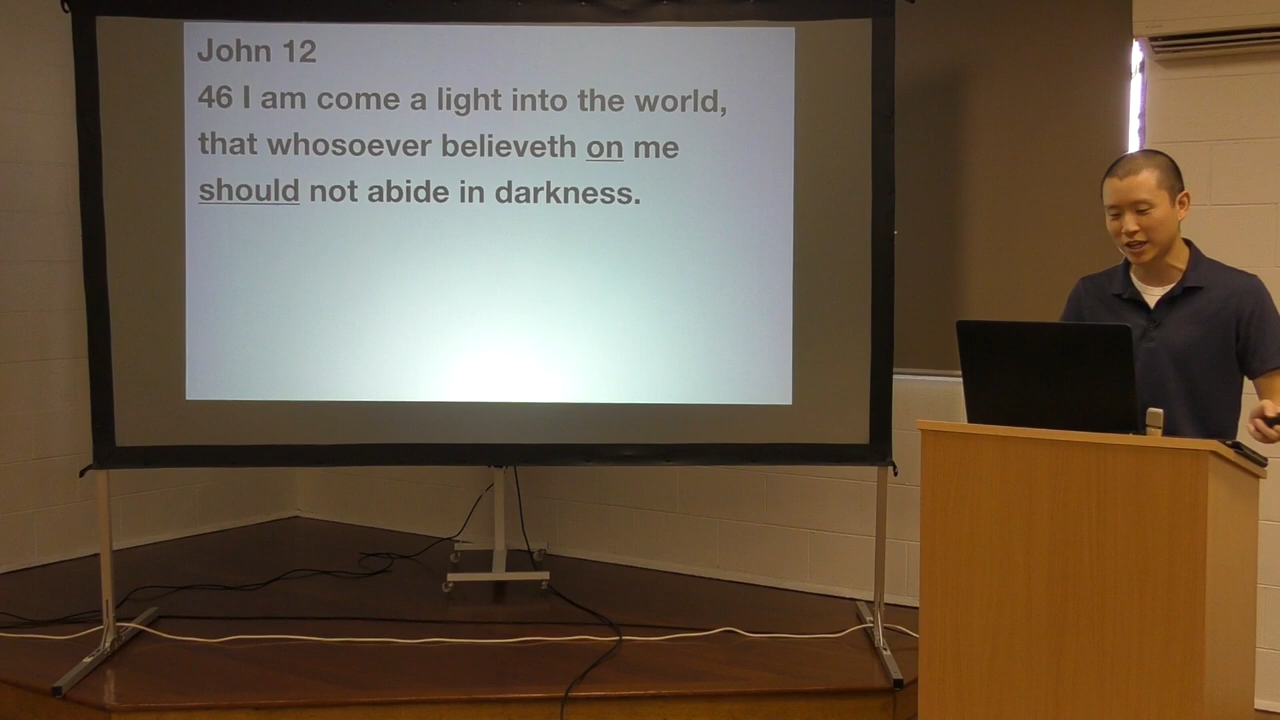 John 12
46 I am come a light into the world,
that whosoever believeth on me
should not abide in darkness.